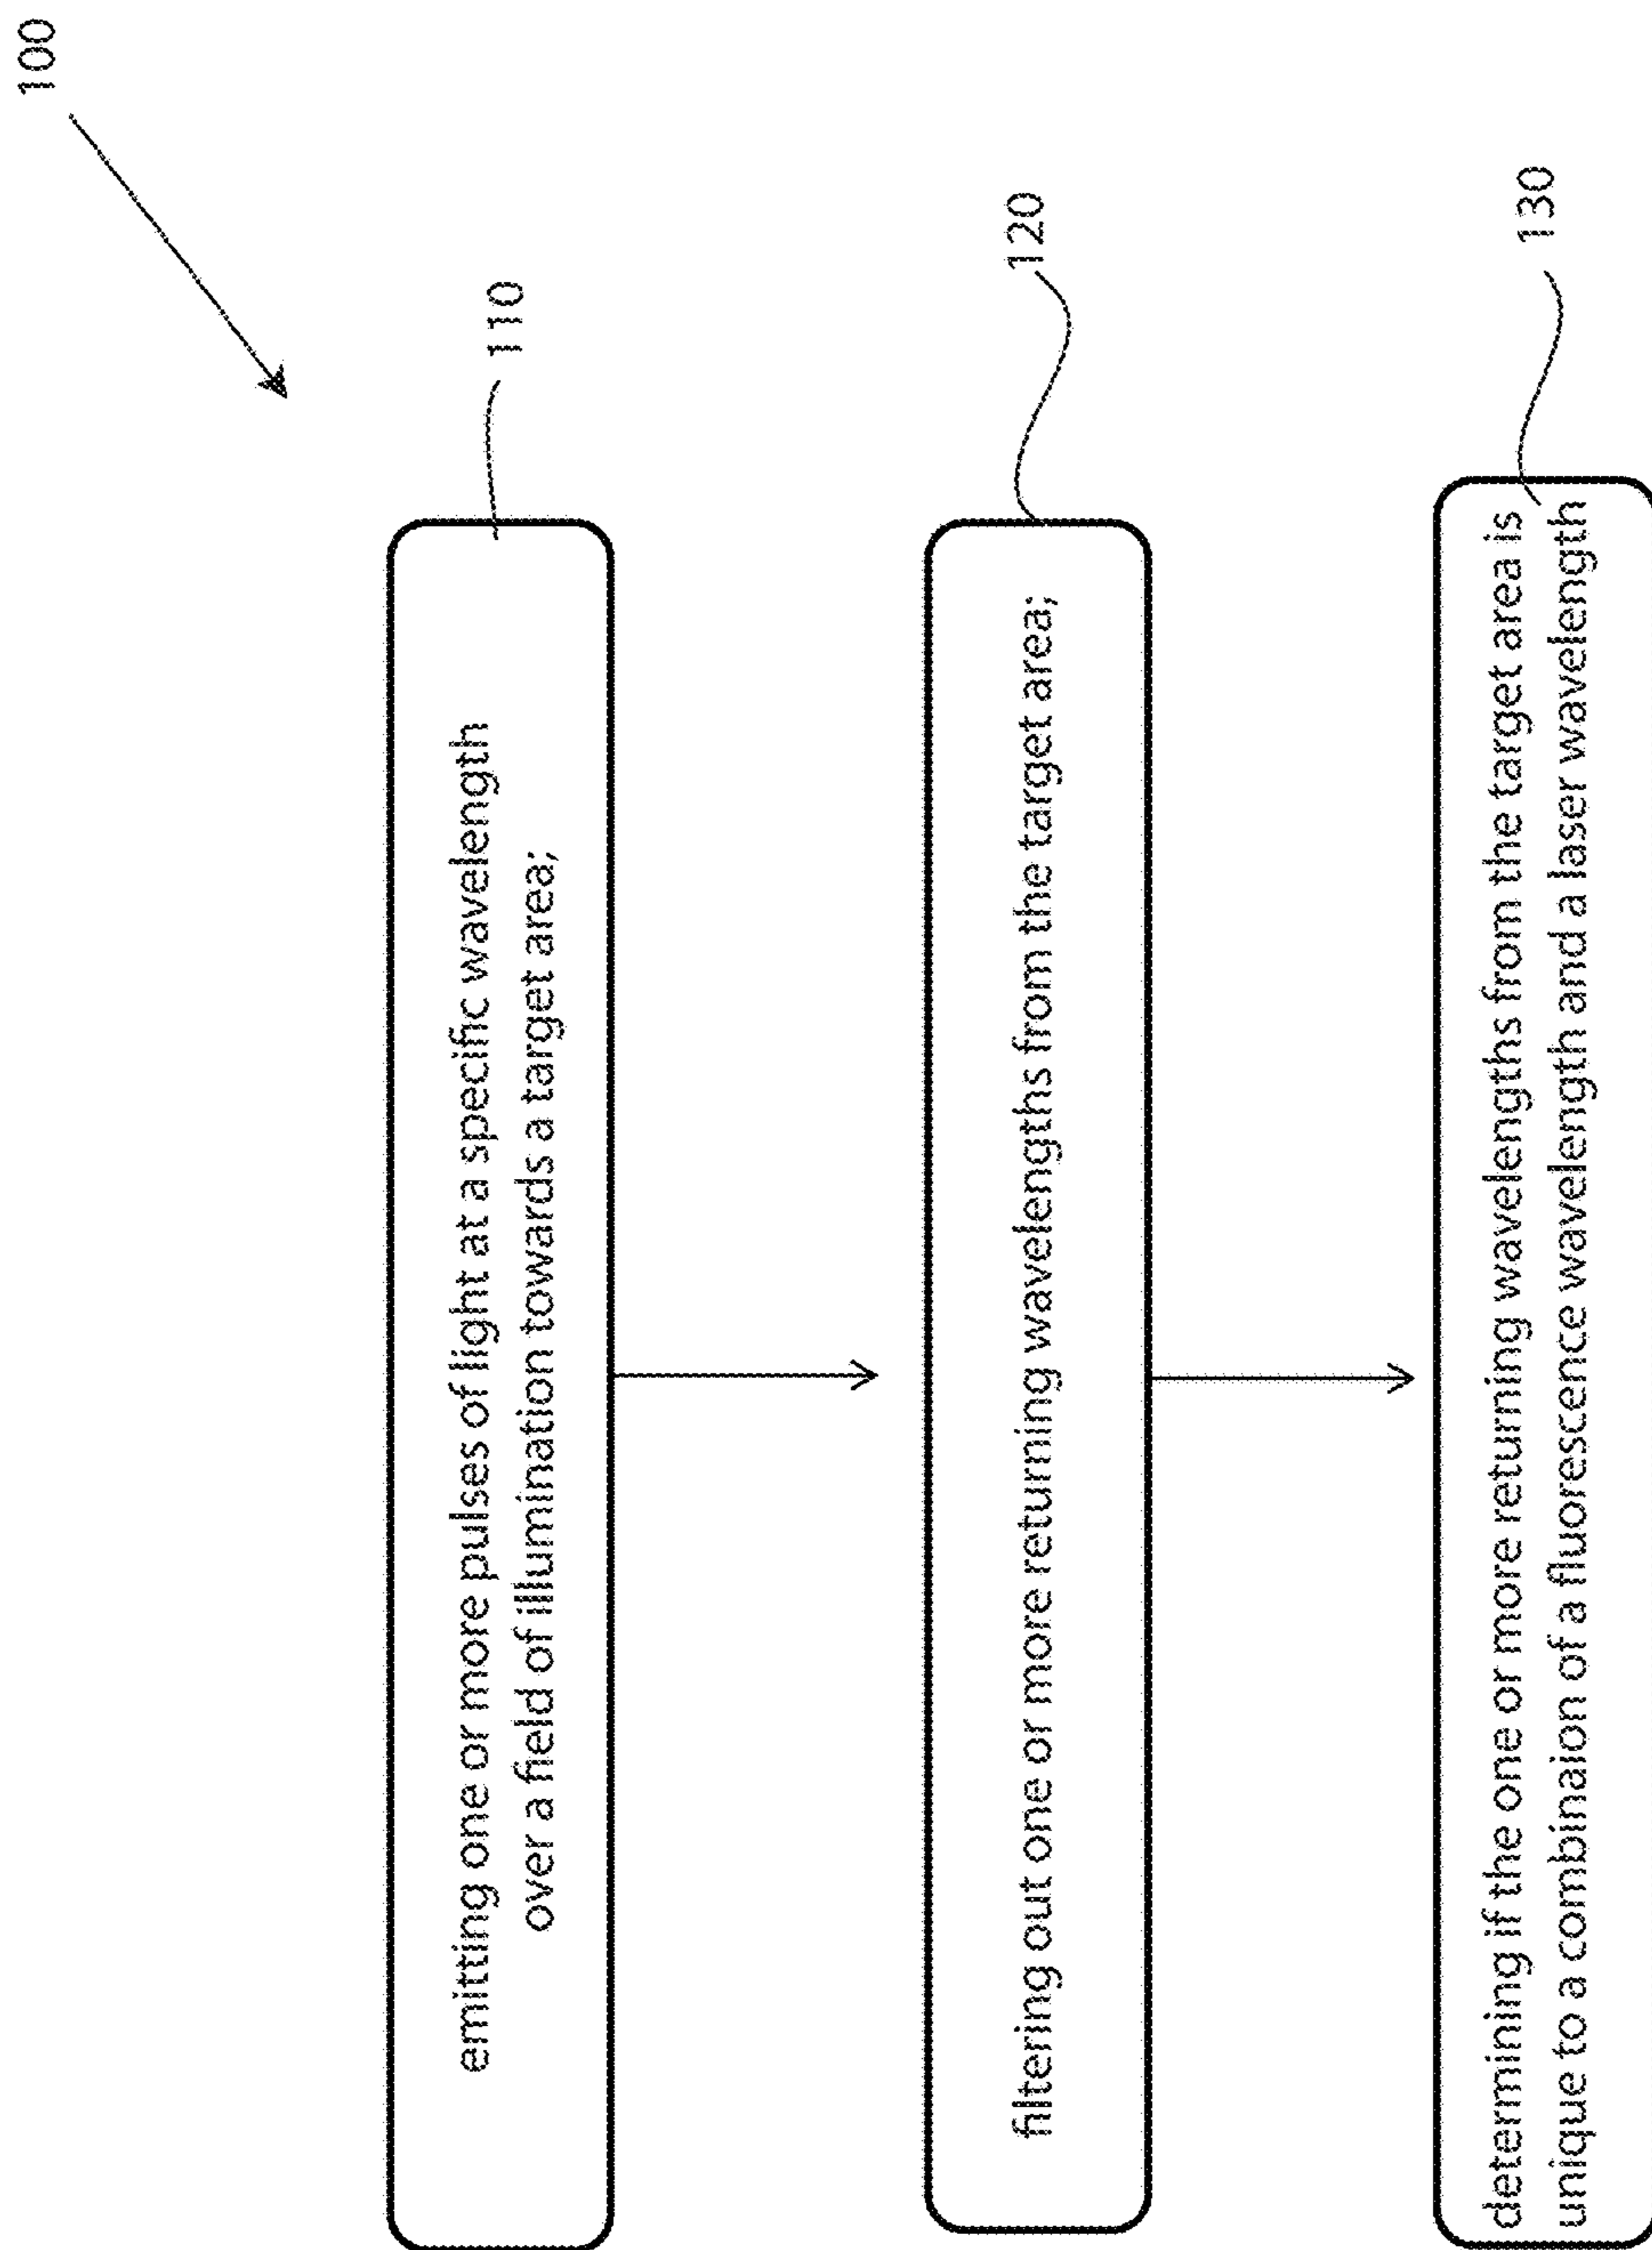 100
110
emitting one or more pulses of light at a specific wavelength
over a field of illumination towards a target area;
120
filtering out one or more returning wavelengths from the target area;
130
determining if the one or more returning wavelengths from the target area is
unique to a combinaion of a fluorescence wavelength and a laser wavelength